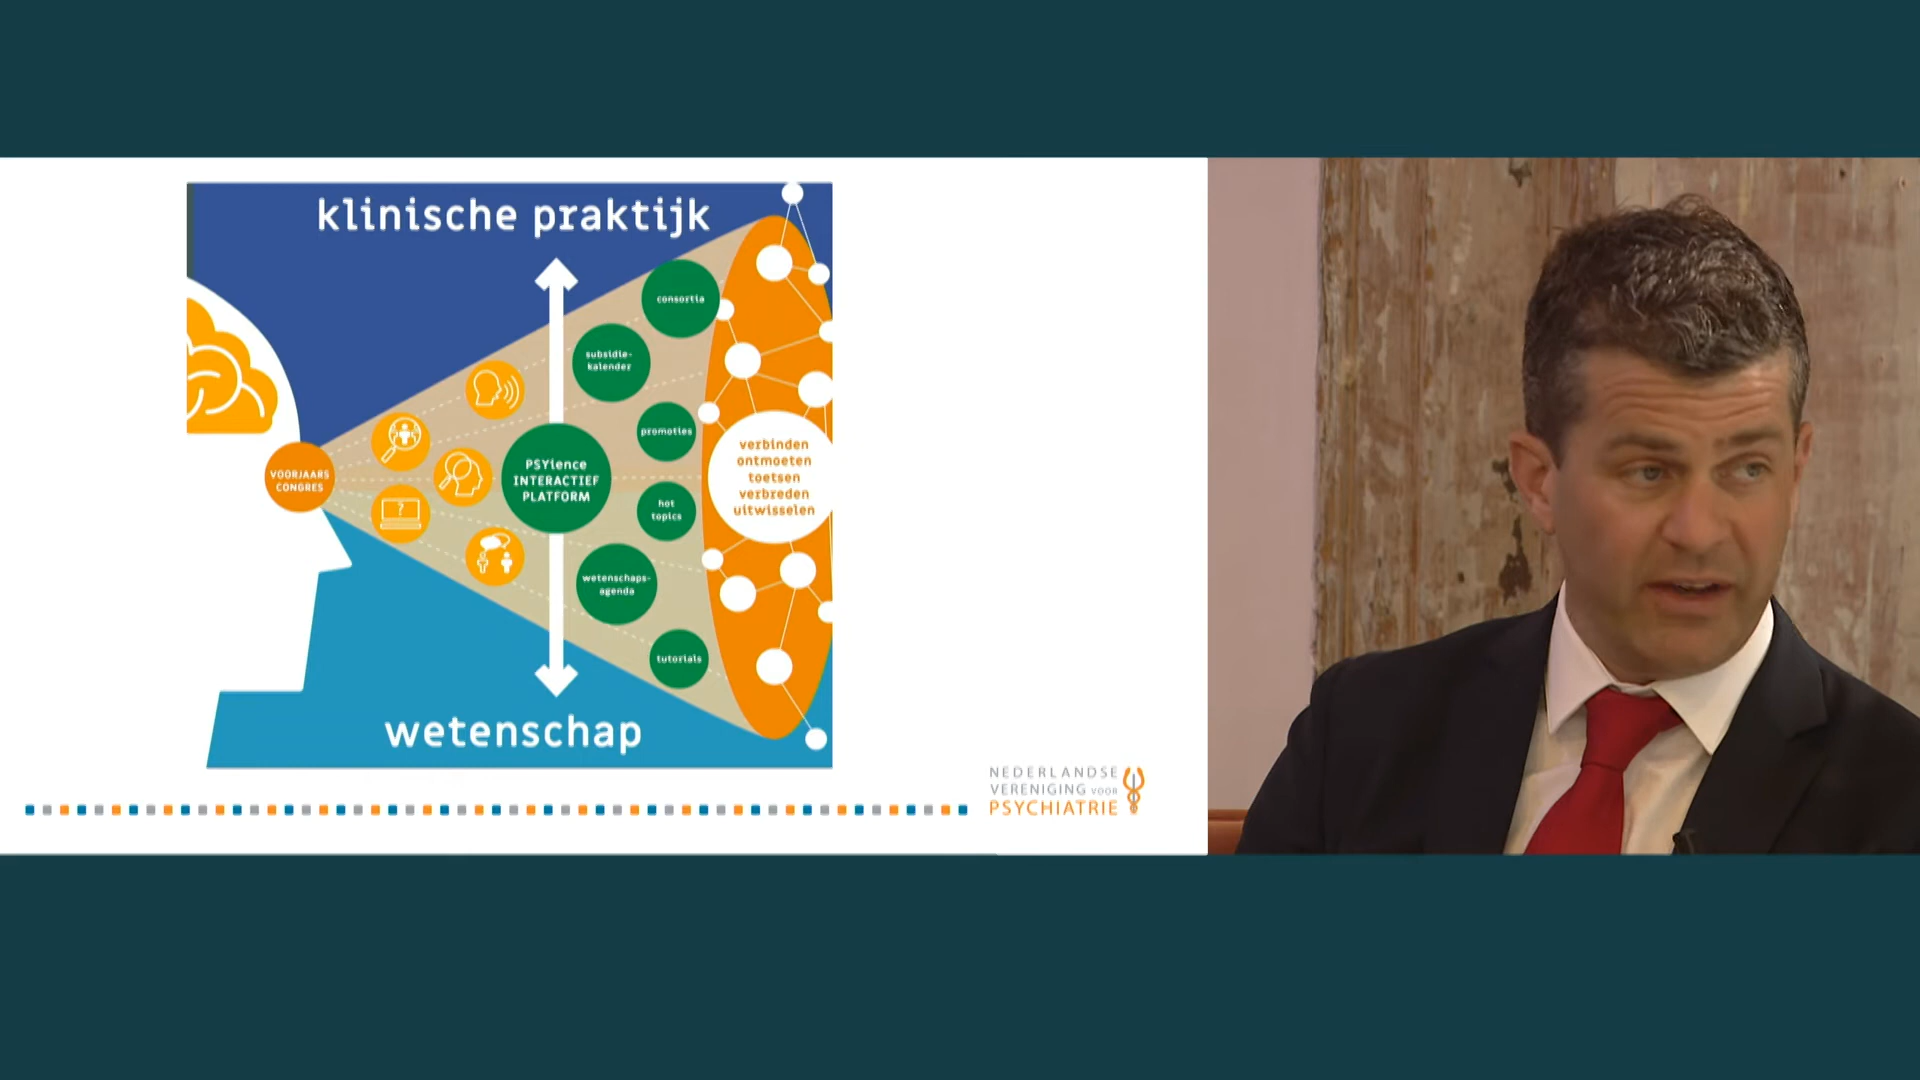 klinische praktijk
consortia
subsidie-
kalender
promoties
VOORJAARS
CONGRES
?
PSYience
INTERACTIEF
PLATFORM
verbinden
ontmoeten
toetsen
verbreden
uitwisselen
hot
topics
wetenschaps-
agenda
tutorials
wetenschap
NEDERLANDSE
VERENIGING VOOR
PSYCHIATRIE